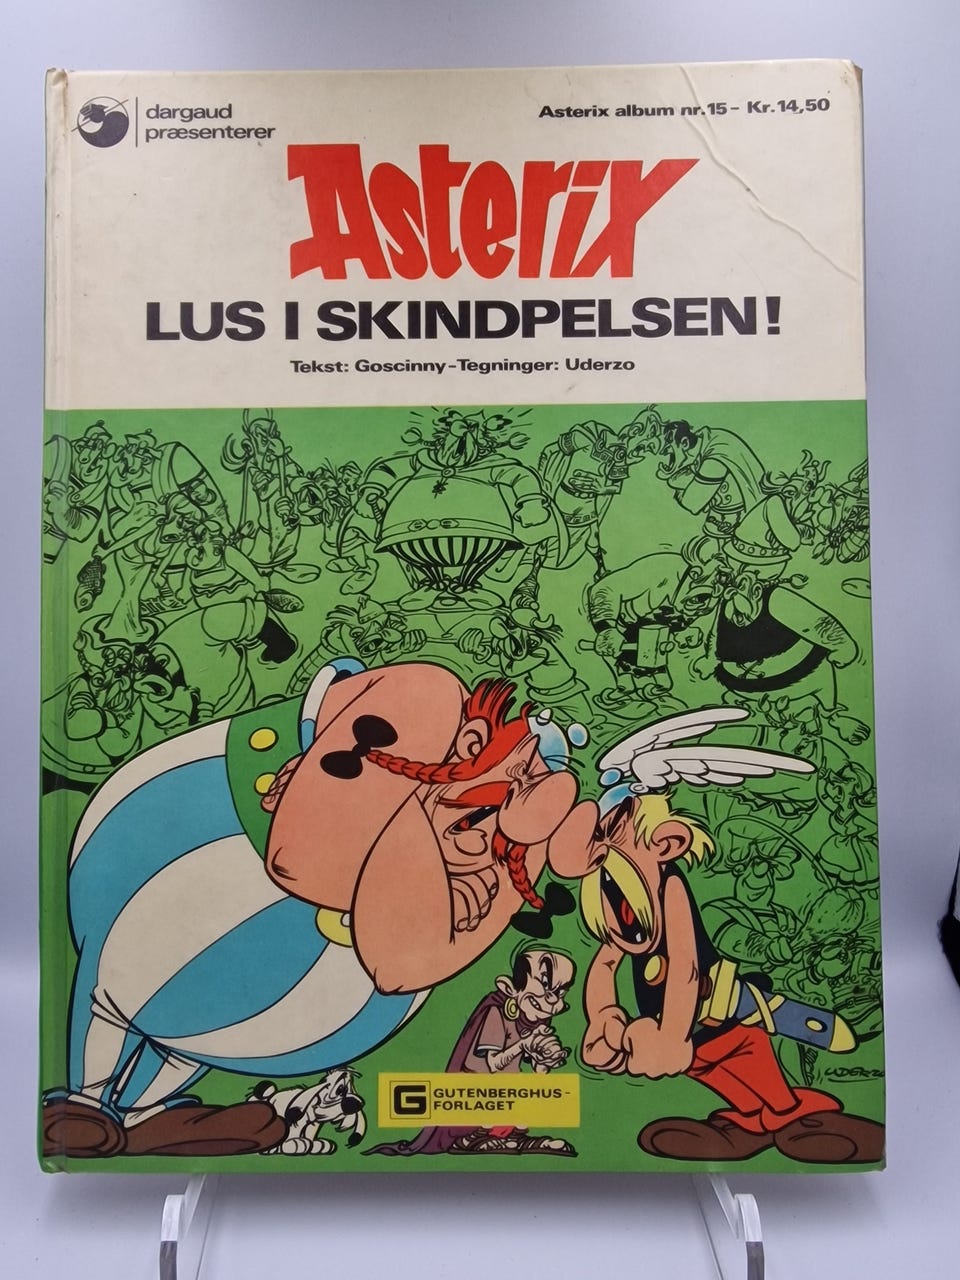 dargaud
præsenterer
Asterix album nr.15 - Kr.14,50
Asterix
LUS I SKINDPELSEN!
Tekst: Goscinny-Tegninger: Uderzo
UDERZO
G GUTENBERGHUS-
FORLAGET